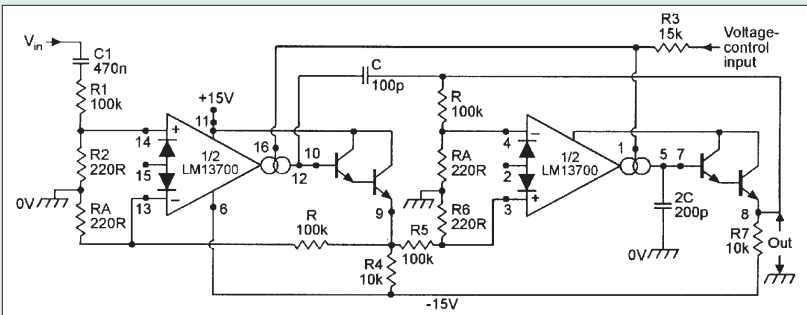 Vin
C1
470n
R1
100k
R2
220R
0V
RA
220R
14
15
13
+
−
1/2
LM13700
+15V
11
16
12
10
6
9
C
100p
R
100k
R4
10k
R5
100k
R
100k
RA
220R
R6
220R
4
2
3
−
+
1/2
LM13700
1
5
7
R3
15k
Voltage-
control
input
2C
200p
0V
8
R7
10k
Out
-15V